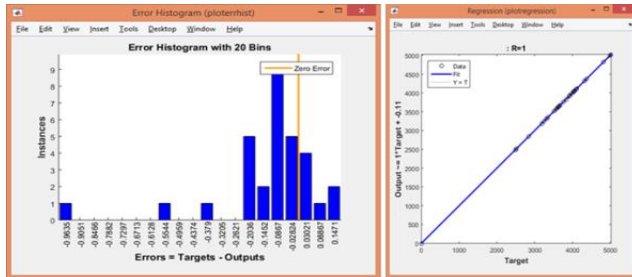 Error Histogram (ploterrhist)
File Edit View Insert Tools Desktop Window Help
Error Histogram with 20 Bins
Zero Error
9
8
7
6
5
4
3
2
1
0
Instances
-0.9635
-0.9051
-0.8466
-0.7882
-0.7297
-0.6713
-0.6128
-0.5544
-0.4959
-0.4374
-0.379
-0.3205
-0.2621
-0.2036
-0.1452
-0.0867
-0.02824
0.03021
0.08867
0.1471
Errors = Targets - Outputs
Regression (plotregression)
File Edit View Insert Tools Desktop Window Help
: R=1
Data
Fit
Y = T
5000
4500
4000
3500
3000
2500
2000
1500
1000
500
0
Output ~= 1*Target + -0.11
0 1000 2000 3000 4000 5000
Target